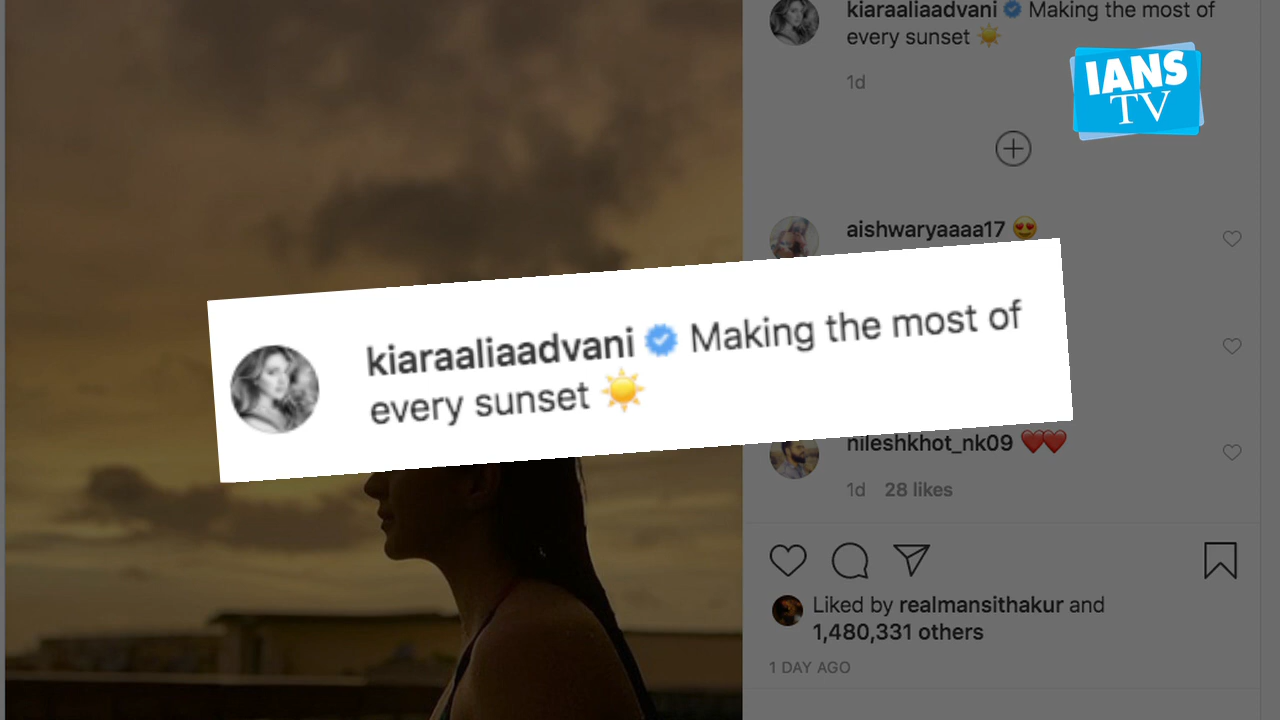 kiaraaliaadvani Making the most of
every sunset ☀️
1d
IANS
TV
aishwaryaaaa17 😍
kiaraaliaadvani Making the most of
every sunset ☀️
nileshkhot_nk09 ❤️❤️
1d 28 likes
Liked by realmansithakur and
1,480,331 others
1 DAY AGO